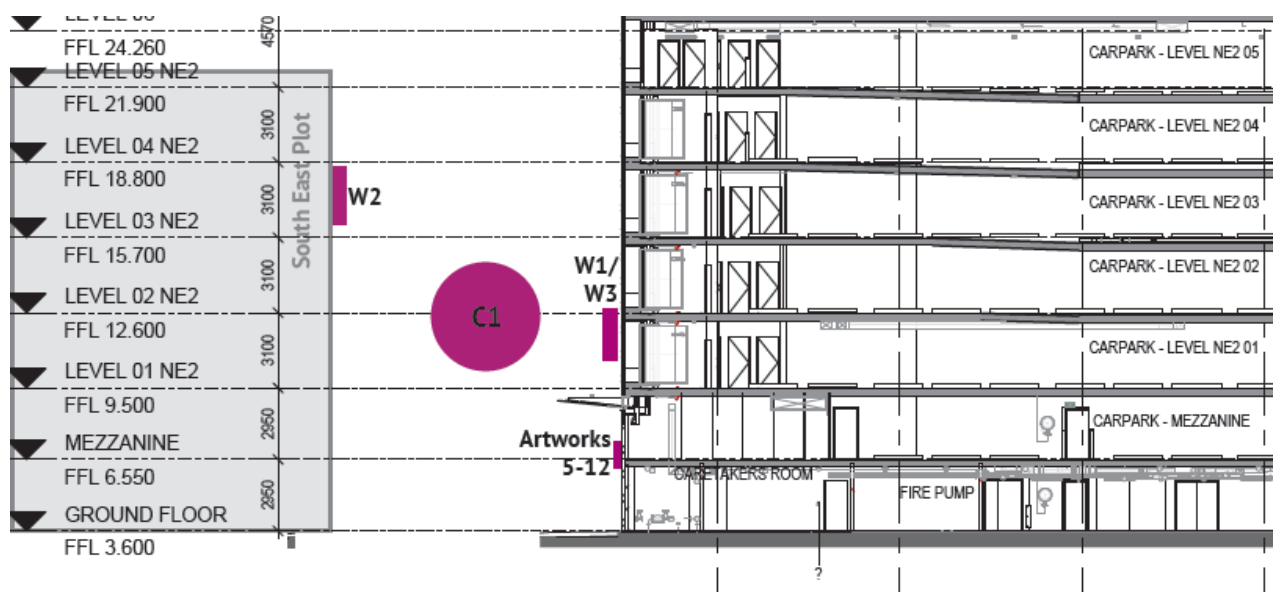 LEVEL
FFL 24.260
LEVEL 05 NE2
FFL 21.900
LEVEL 04 NE2
FFL 18.800
LEVEL 03 NE2
FFL 15.700
LEVEL 02 NE2
FFL 12.600
LEVEL 01 NE2
FFL 9.500
MEZZANINE
FFL 6.550
GROUND FLOOR
FFL 3.600
4570
3100
3100
3100
3100
2950
2950
South East Plot
W2
C1
W1/
W3
Artworks
5-12
CARPARK - LEVEL NE2 05
CARPARK - LEVEL NE2 04
CARPARK - LEVEL NE2 03
CARPARK - LEVEL NE2 02
CARPARK - LEVEL NE2 01
CARPARK - MEZZANINE
CARETAKERS ROOM
FIRE PUMP
?